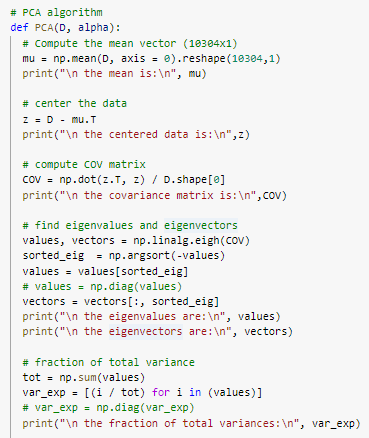 # PCA algorithm
def PCA(D, alpha):
# Compute the mean vector (10304x1)
mu = np.mean(D, axis = 0).reshape(10304,1)
print("\n the mean is:\n", mu)
# center the data
z = D - mu.T
print("\n the centered data is:\n",z)
# compute COV matrix
COV = np.dot(z.T, z) / D.shape[0]
print("\n the covariance matrix is:\n",COV)
# find eigenvalues and eigenvectors
values, vectors = np.linalg.eigh(COV)
sorted_eig  = np.argsort(-values)
values = values[sorted_eig]
# values = np.diag(values)
vectors = vectors[:, sorted_eig]
print("\n the eigenvalues are:\n", values)
print("\n the eigenvectors are:\n", vectors)
# fraction of total variance
tot = np.sum(values)
var_exp = [(i / tot) for i in (values)]
# var_exp = np.diag(var_exp)
print("\n the fraction of total variances:\n", var_exp)